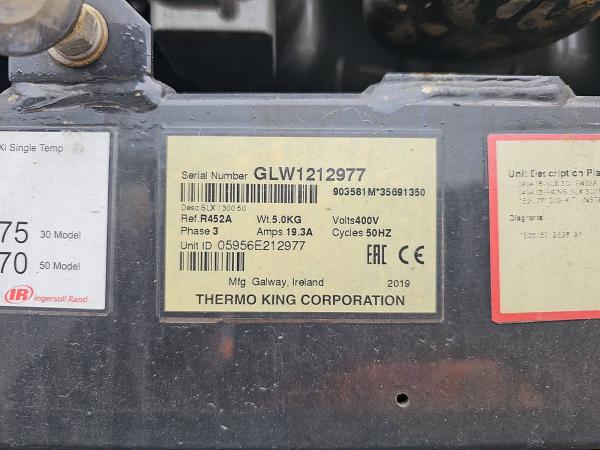 Xi Single Temp
75 30 Model
70 50 Model
IR Ingersoll Rand.
Serial Number GLW1212977
903581M*35691350
Desc SLX i 300 50
Ref.R452A Wt.5.0KG Volts400V
Phase 3 Amps 19.3A Cycles 50HZ
Unit ID 05956E212977
EAC CE
Mfg Galway, Ireland 2019
THERMO KING CORPORATION
Unit Description Pla
Diagrams